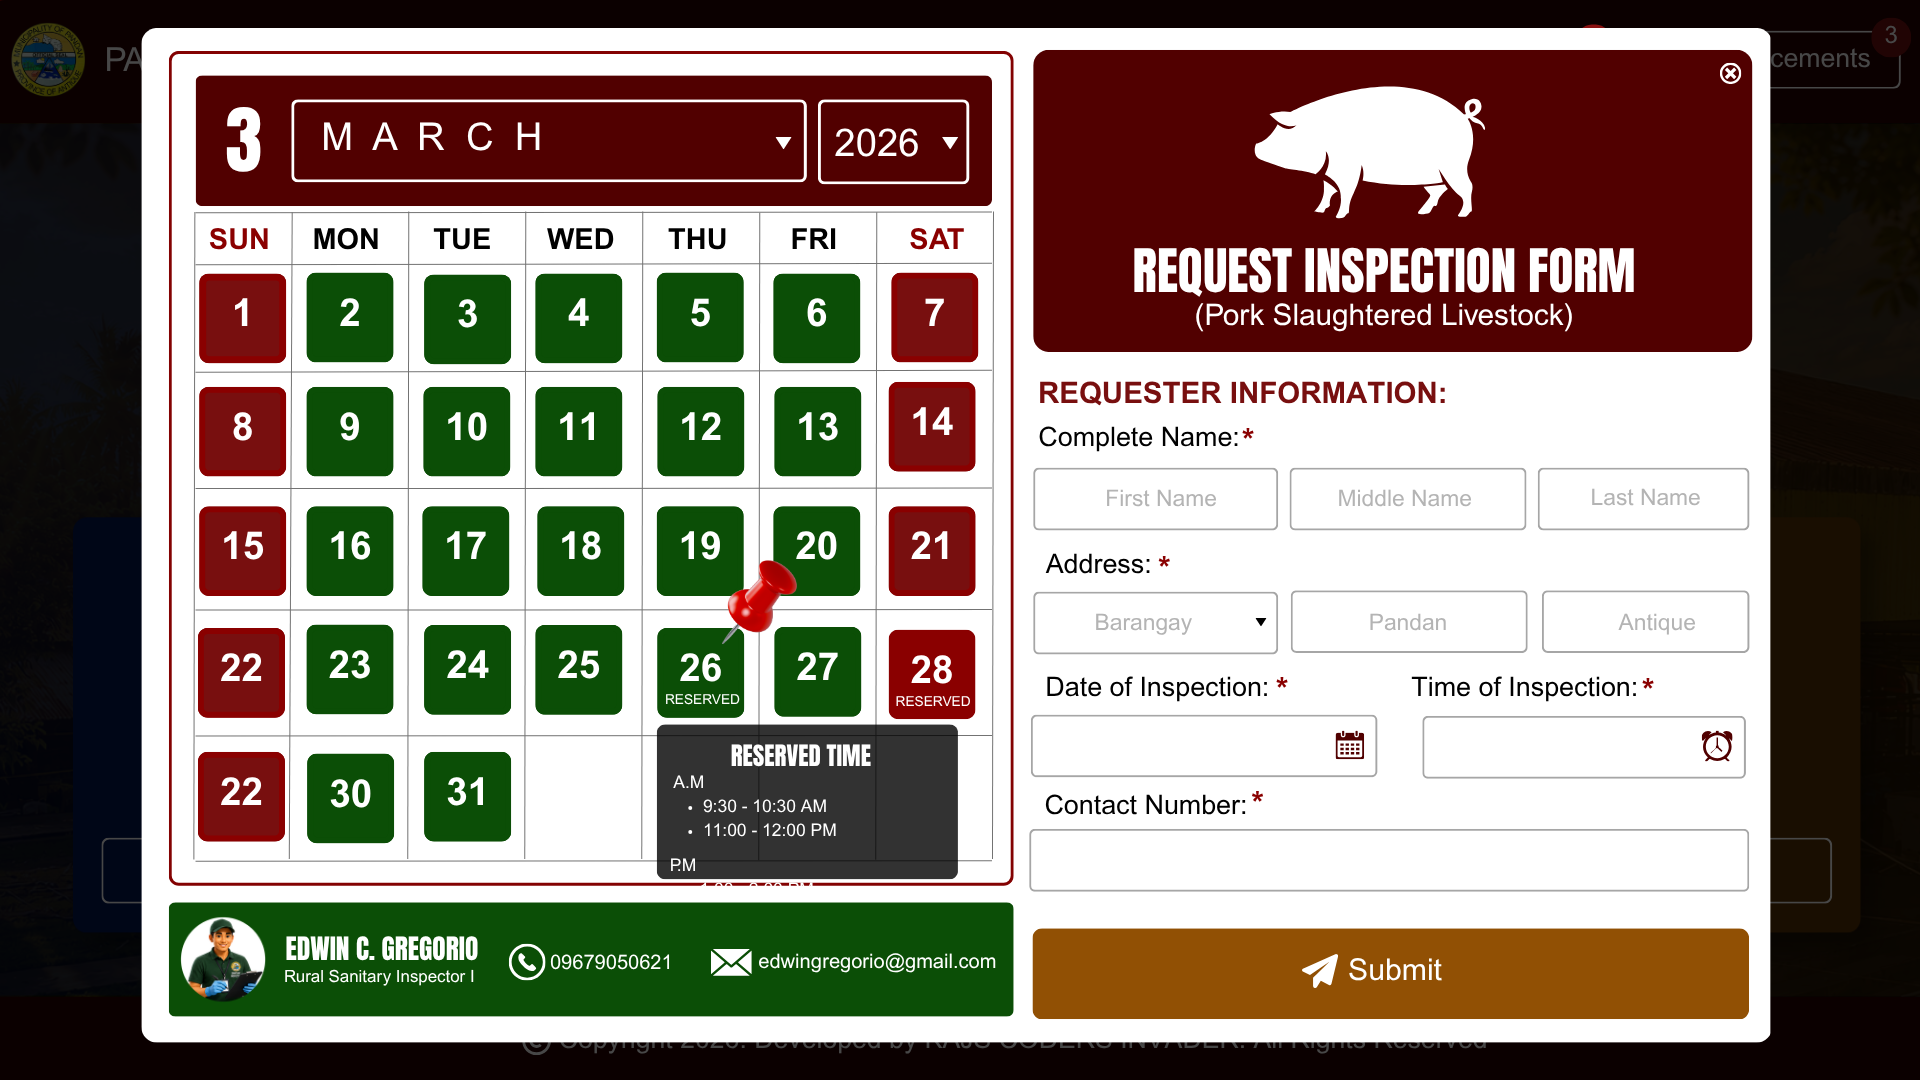 PA
cements
3
3
MARCH
2026
SUN MON TUE WED THU FRI SAT
1 2 3 4 5 6 7
8 9 10 11 12 13 14
15 16 17 18 19 20 21
22 23 24 25 26 27 28
RESERVED RESERVED
22 30 31
RESERVED TIME
A.M
• 9:30 - 10:30 AM
• 11:00 - 12:00 PM
P.M
EDWIN C. GREGORIO
Rural Sanitary Inspector I
09679050621
edwingregorio@gmail.com
REQUEST INSPECTION FORM
(Pork Slaughtered Livestock)
REQUESTER INFORMATION:
Complete Name:*
First Name Middle Name Last Name
Address: *
Barangay Pandan Antique
Date of Inspection: * Time of Inspection: *
Contact Number: *
Submit